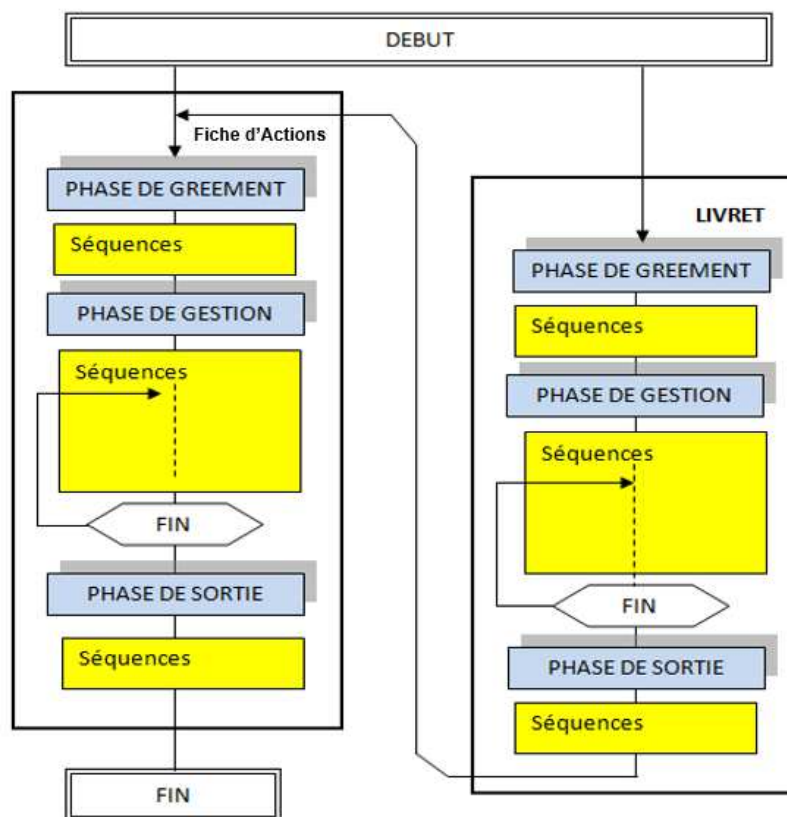 DEBUT
Fiche d'Actions
PHASE DE GREEMENT
Séquences
PHASE DE GESTION
Séquences
FIN
PHASE DE SORTIE
Séquences
FIN
LIVRET
PHASE DE GREEMENT
Séquences
PHASE DE GESTION
Séquences
FIN
PHASE DE SORTIE
Séquences